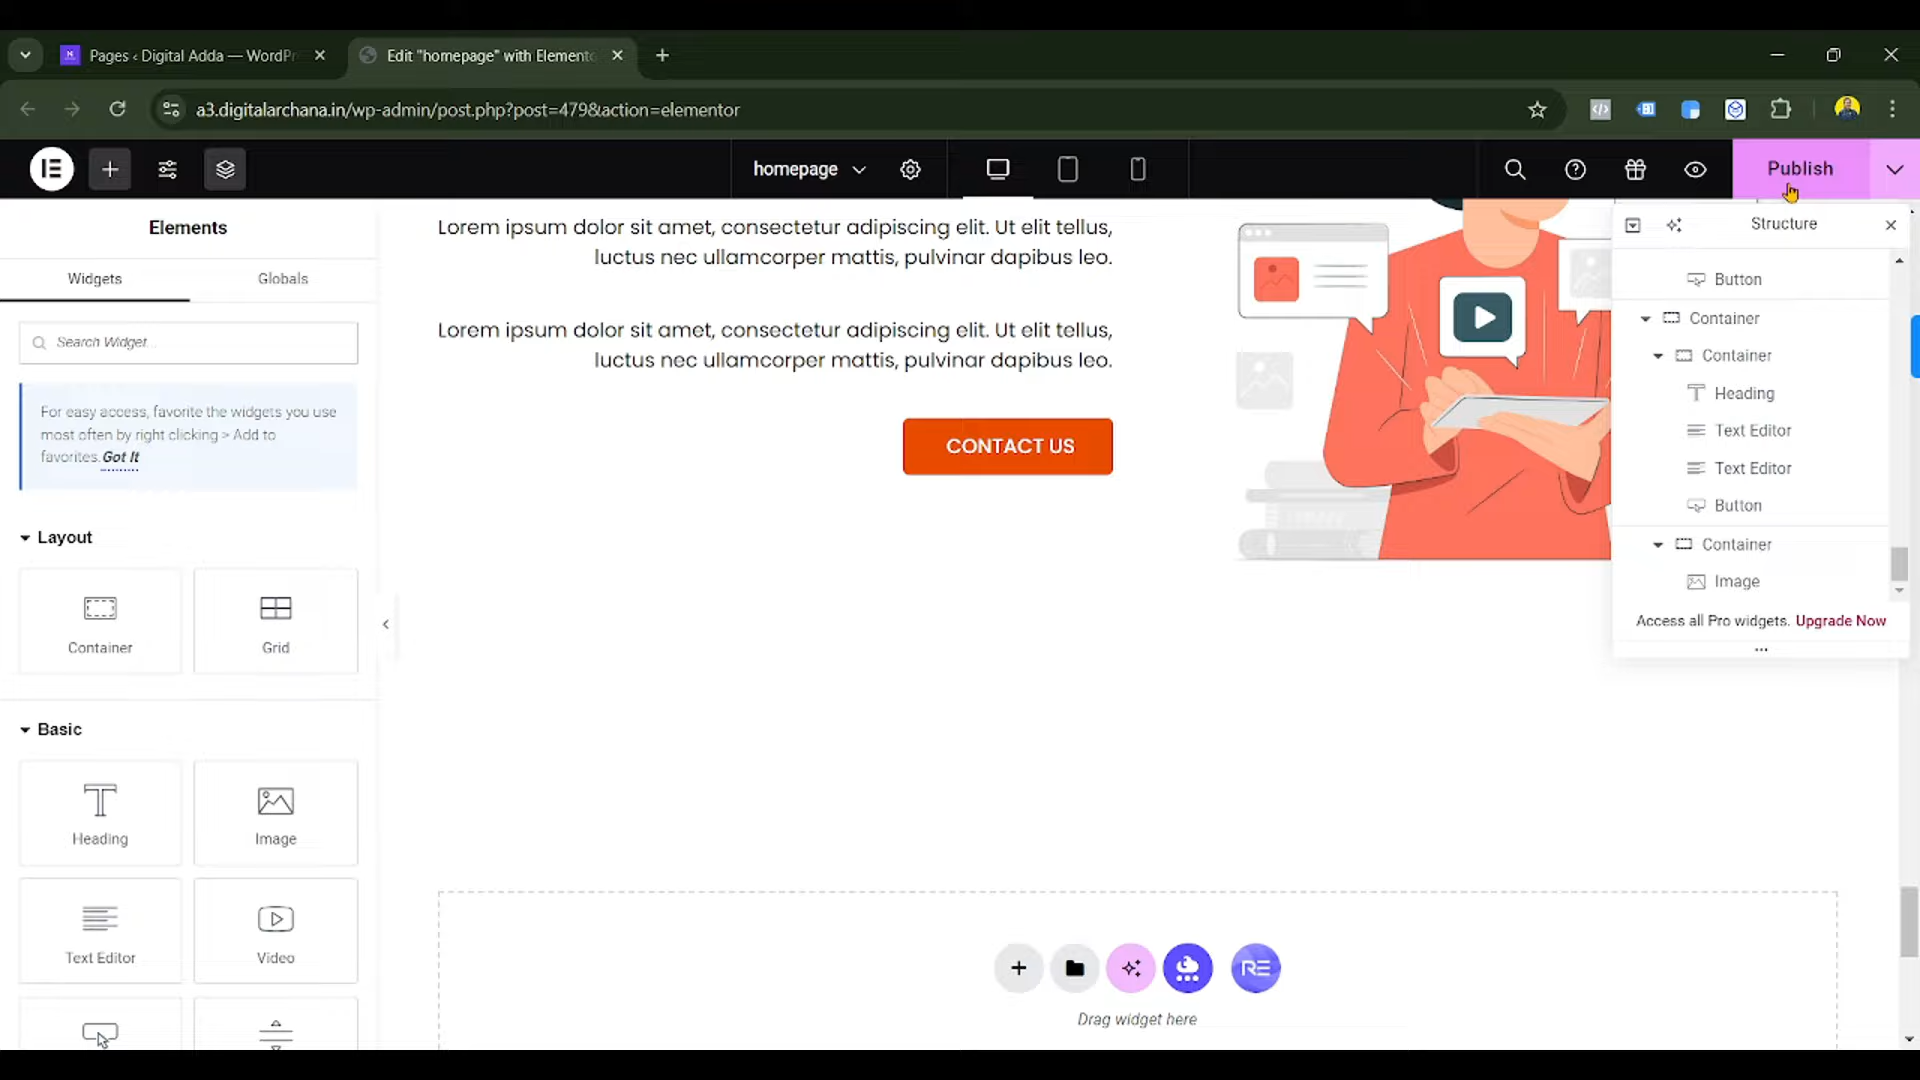 Pages ‹ Digital Adda — WordPr
Edit "homepage" with Elemento
a3.digitalarchana.in/wp-admin/post.php?post=479&action=elementor
homepage
Publish
Elements
Widgets
Globals
Search Widget...
For easy access, favorite the widgets you use
most often by right clicking > Add to
favorites. Got It
Layout
Container
Grid
Basic
Heading
Image
Text Editor
Video
Lorem ipsum dolor sit amet, consectetur adipiscing elit. Ut elit tellus,
luctus nec ullamcorper mattis, pulvinar dapibus leo.
Lorem ipsum dolor sit amet, consectetur adipiscing elit. Ut elit tellus,
luctus nec ullamcorper mattis, pulvinar dapibus leo.
CONTACT US
RE
Drag widget here
Structure
Button
Container
Container
Heading
Text Editor
Text Editor
Button
Container
Image
Access all Pro widgets. Upgrade Now